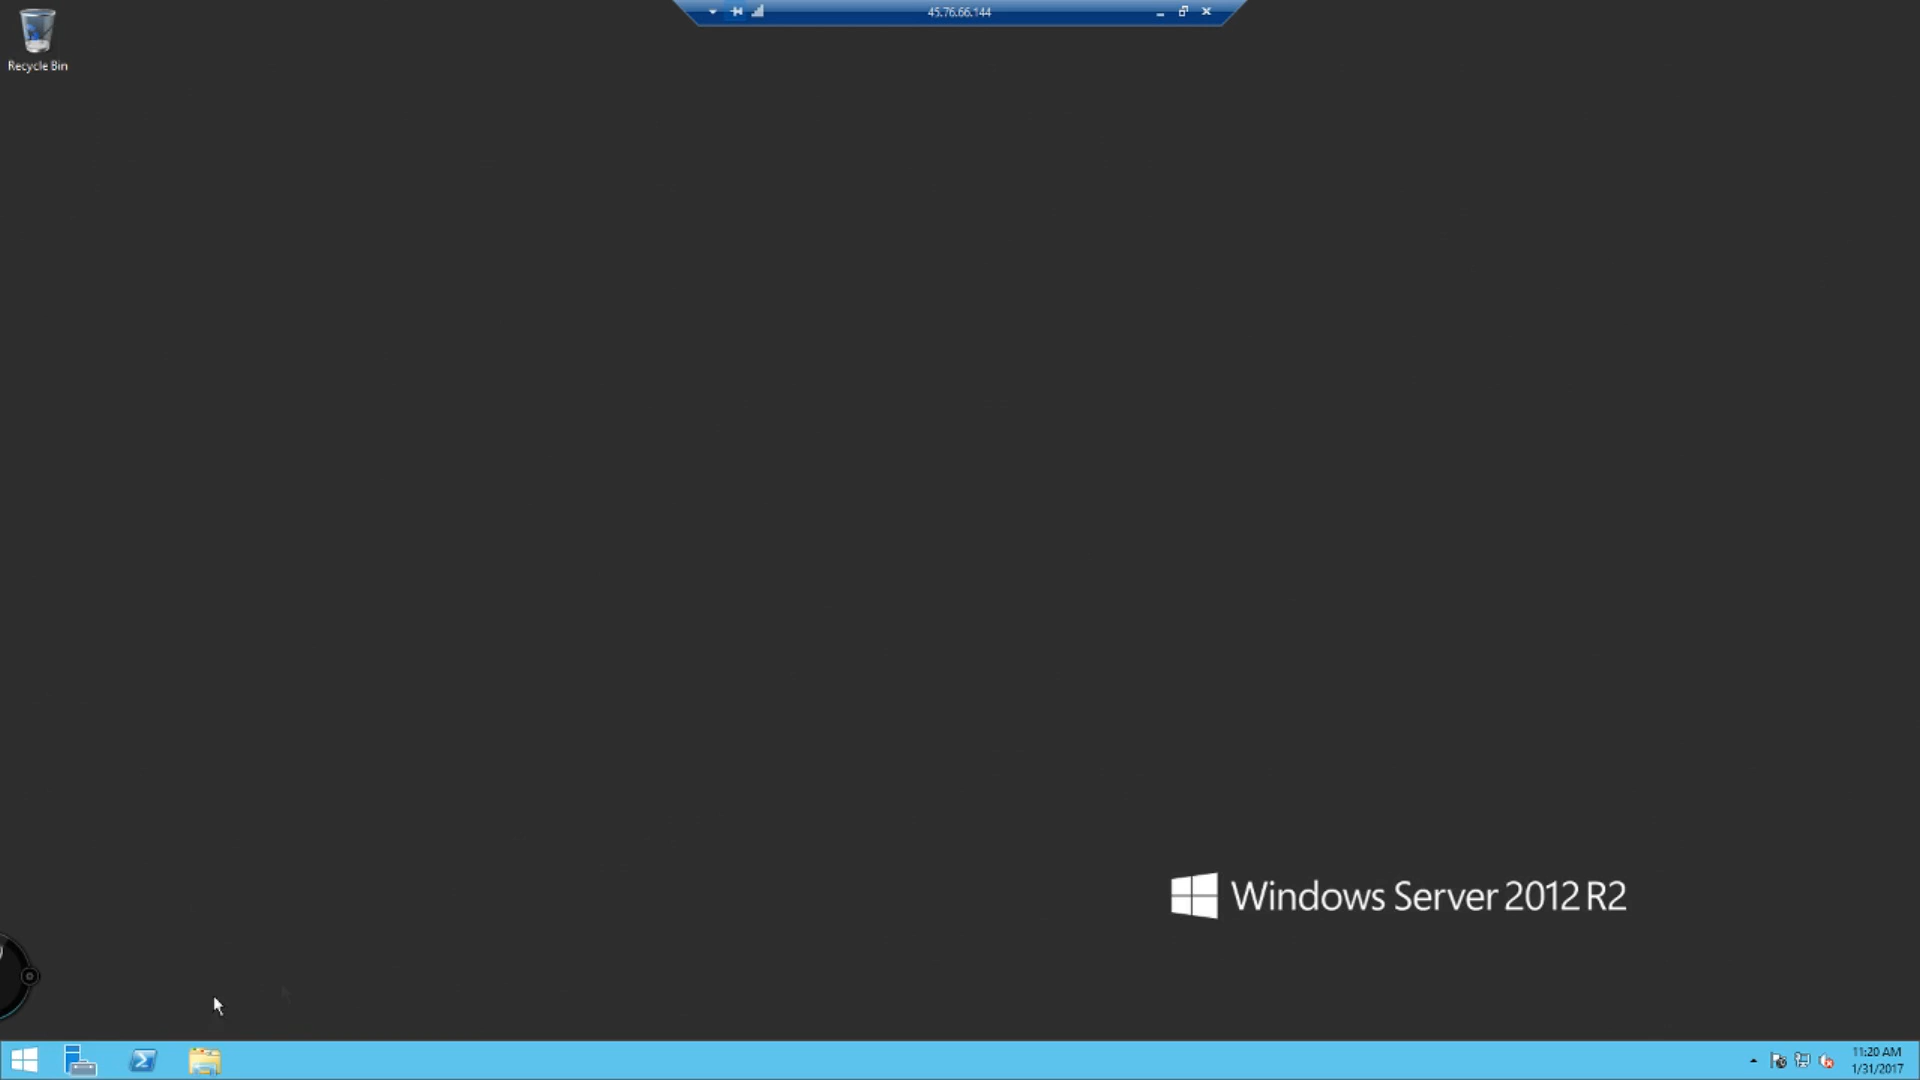 45.76.66.144
Recycle Bin
Windows Server 2012 R2
11:20 AM
1/31/2017